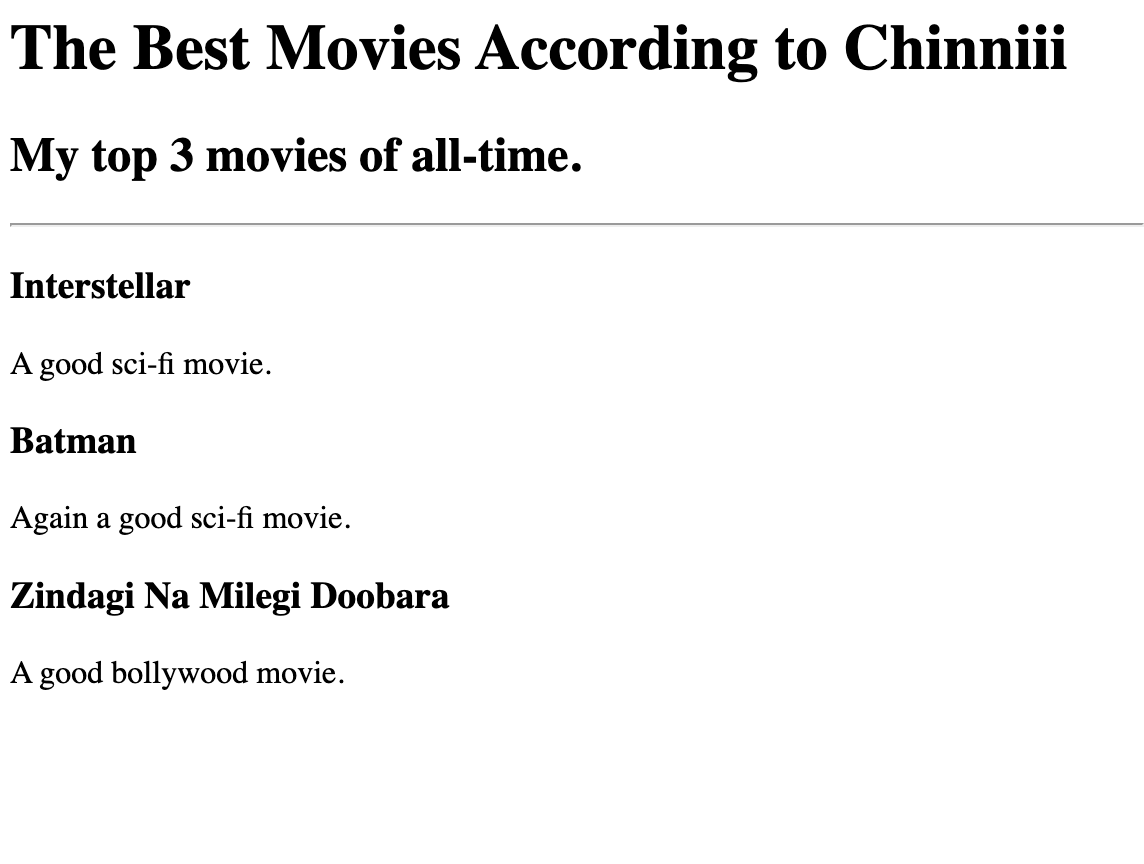 The Best Movies According to Chinniii
My top 3 movies of all-time.
Interstellar
A good sci-fi movie.
Batman
Again a good sci-fi movie.
Zindagi Na Milegi Doobara
A good bollywood movie.